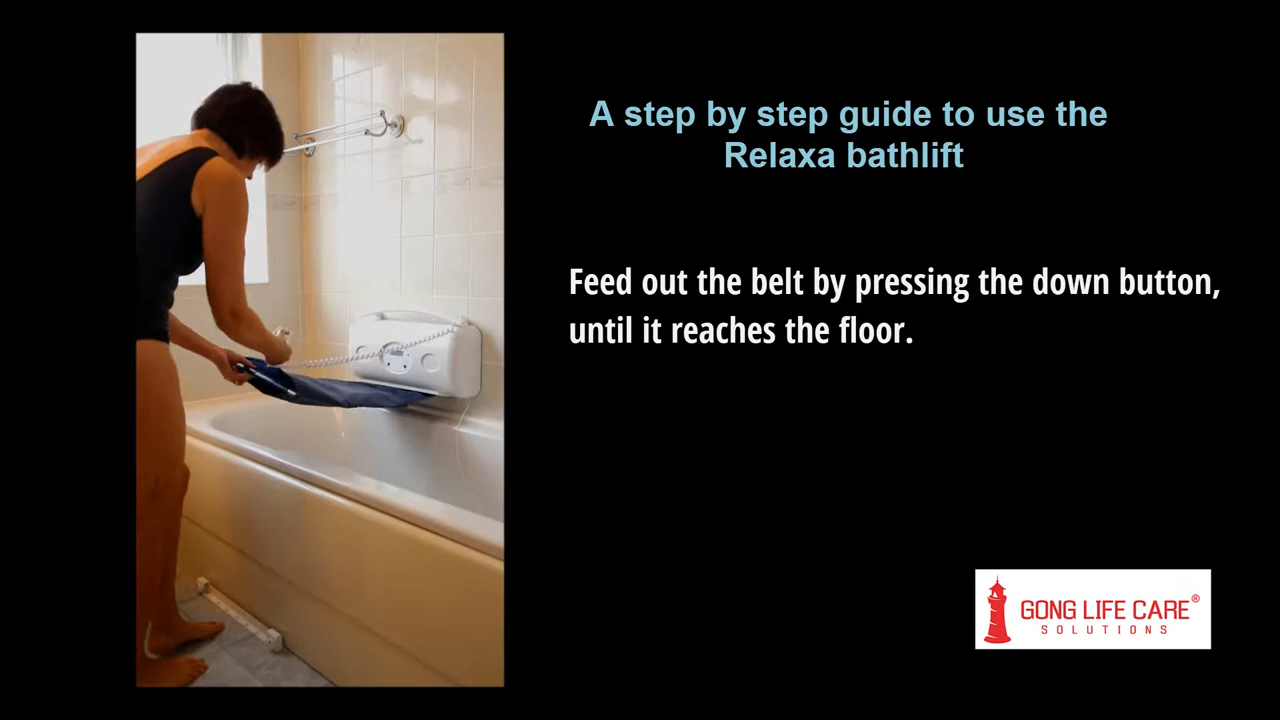 A step by step guide to use the
Relaxa bathlift
Feed out the belt by pressing the down button,
until it reaches the floor.
GONG LIFE CARE®
SOLUTIONS